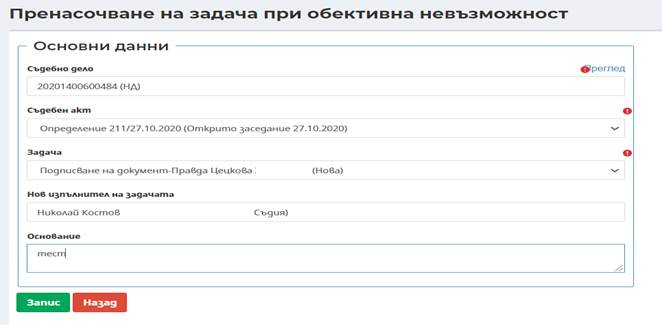 Пренасочване на задача при обективна невъзможност
Основни данни
Съдебно дело
Преглед
20201400600484 (НД)
Съдебен акт
Определение 211/27.10.2020 (Открито заседание 27.10.2020)
Задача
Подписване на документ-Правда Цецкова (Нова)
Нов изпълнител на задачата
Николай Костов Съдия)
Основание
тест
Запис Назад